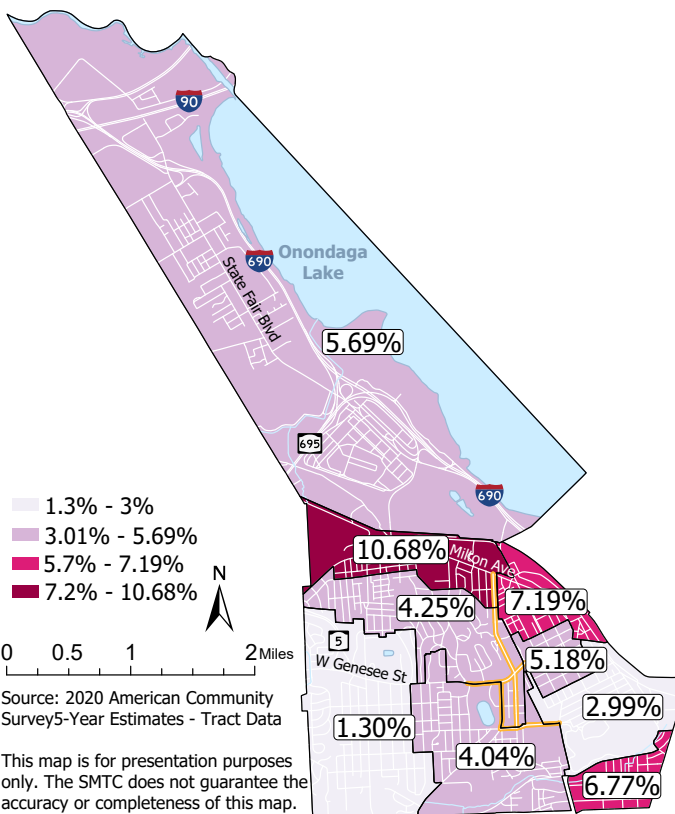 90
Onondaga
Lake
690
State Fair Blvd
5.69%
695
690
1.3% - 3%
3.01% - 5.69%
5.7% - 7.19%
7.2% - 10.68%
N
10.68%
Milton Ave
4.25%
7.19%
5
W Genesee St
5.18%
0 0.5 1 2 Miles
2.99%
1.30%
4.04%
6.77%
Source: 2020 American Community
Survey5-Year Estimates - Tract Data
This map is for presentation purposes
only. The SMTC does not guarantee the
accuracy or completeness of this map.